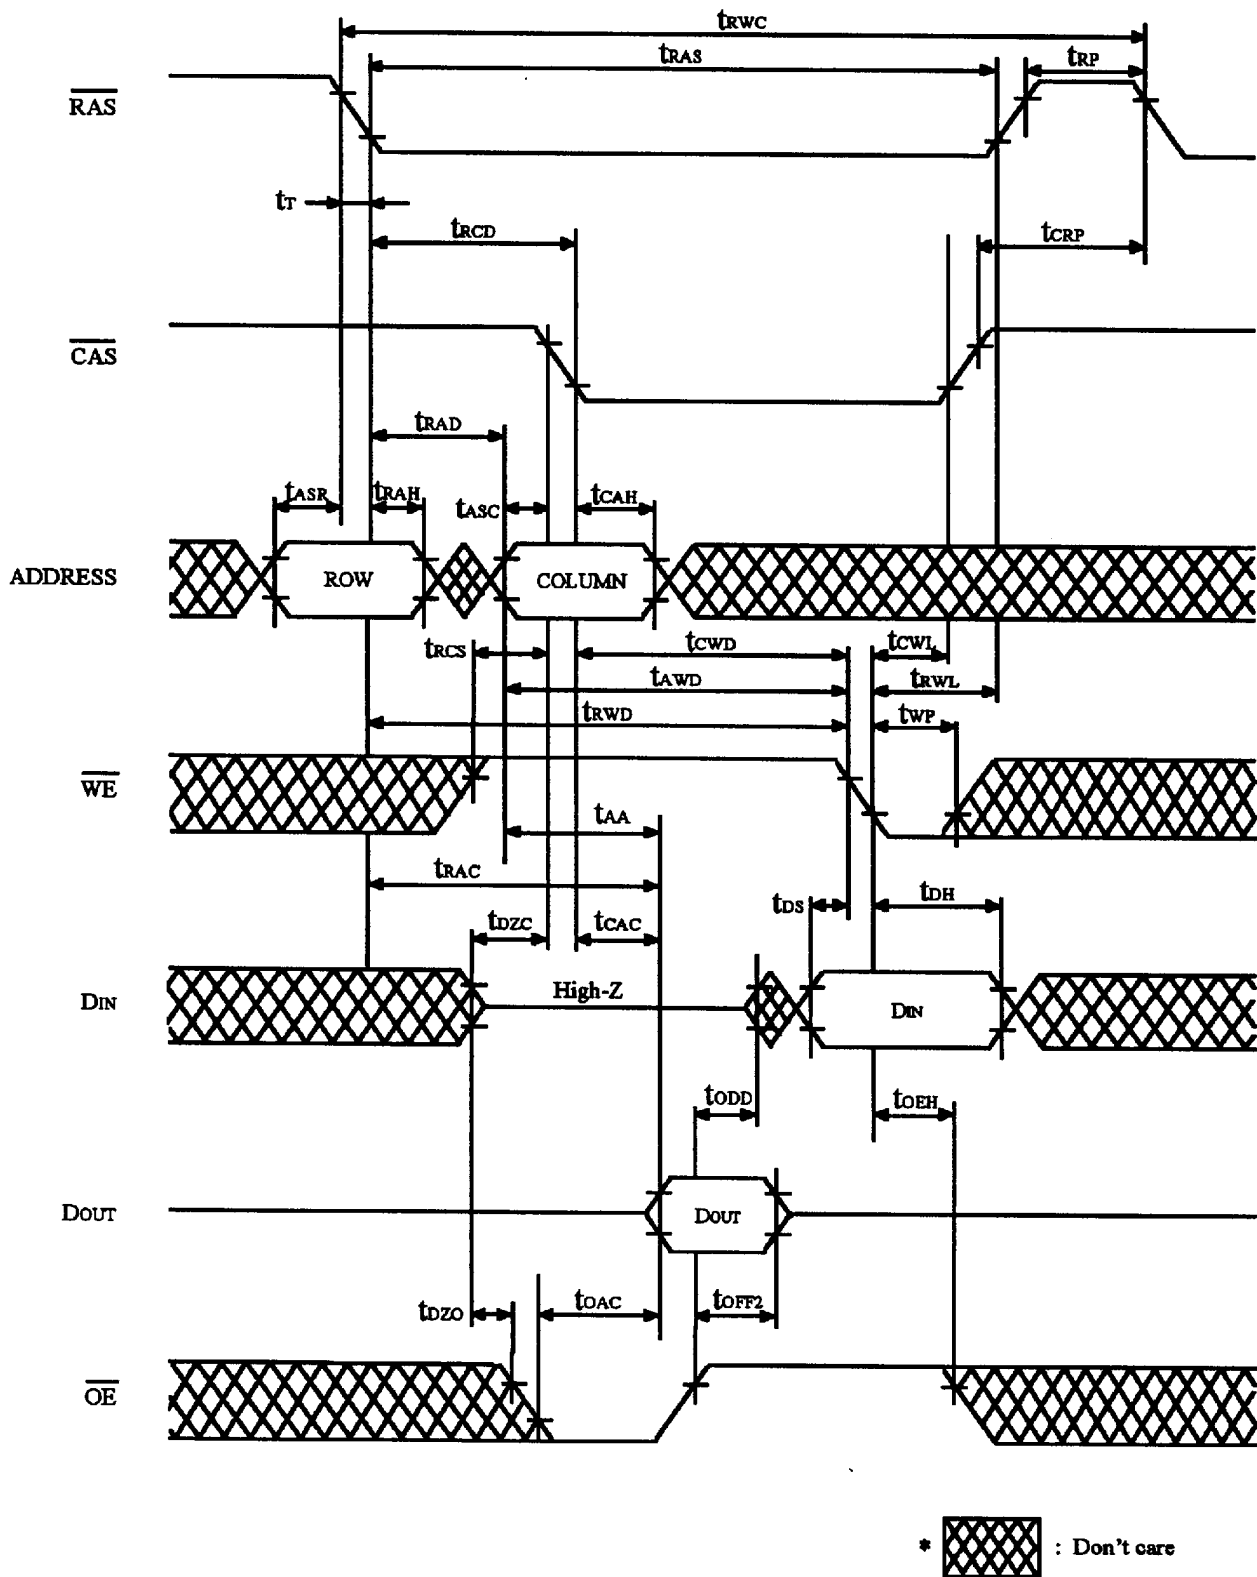 tRWC
tRAS
tRP
RAS
tT
tRCD
tCRP
CAS
tRAD
tASR
tRAH
tASC
tCAH
ADDRESS
ROW
COLUMN
tRCS
tCWD
tCWL
tAWD
tRWL
tRWD
tWP
WE
tAA
tRAC
tDS
tDH
tDZC
tCAC
DIN
High-Z
DIN
tODD
tOEH
DOUT
DOUT
tDZO
tOAC
tOFF2
OE
* : Don't care